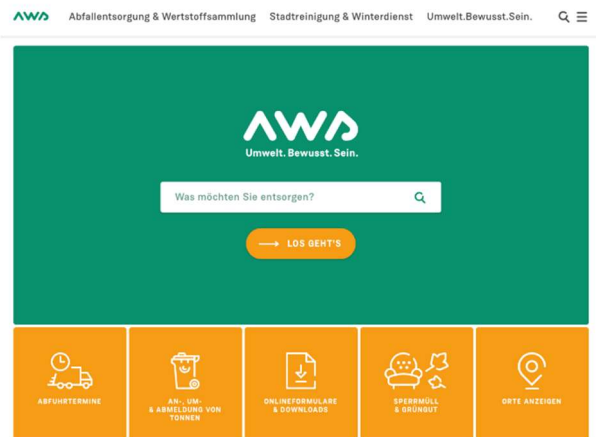 AWA Abfallentsorgung & Wertstoffsammlung Stadtreinigung & Winterdienst Umwelt.Bewusst.Sein.
AWA
Umwelt. Bewusst. Sein.
Was möchten Sie entsorgen?
LOS GEHT'S
ABFUHRTERMINE
AN-, UM-
& ABMELDUNG VON
TONNEN
ONLINEFORMULARE
& DOWNLOADS
SPERRMÜLL
& GRÜNGUT
ORTE ANZEIGEN